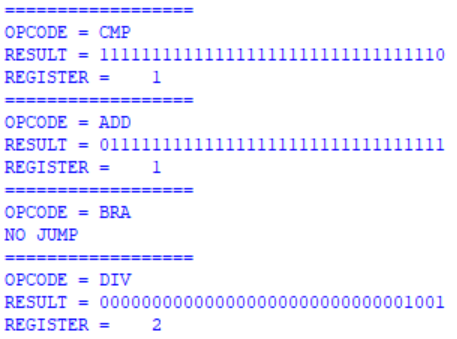 ==================
OPCODE = CMP
RESULT = 11111111111111111111111111111110
REGISTER =    1
==================
OPCODE = ADD
RESULT = 01111111111111111111111111111111
REGISTER =    1
==================
OPCODE = BRA
NO JUMP
==================
OPCODE = DIV
RESULT = 00000000000000000000000000001001
REGISTER =    2